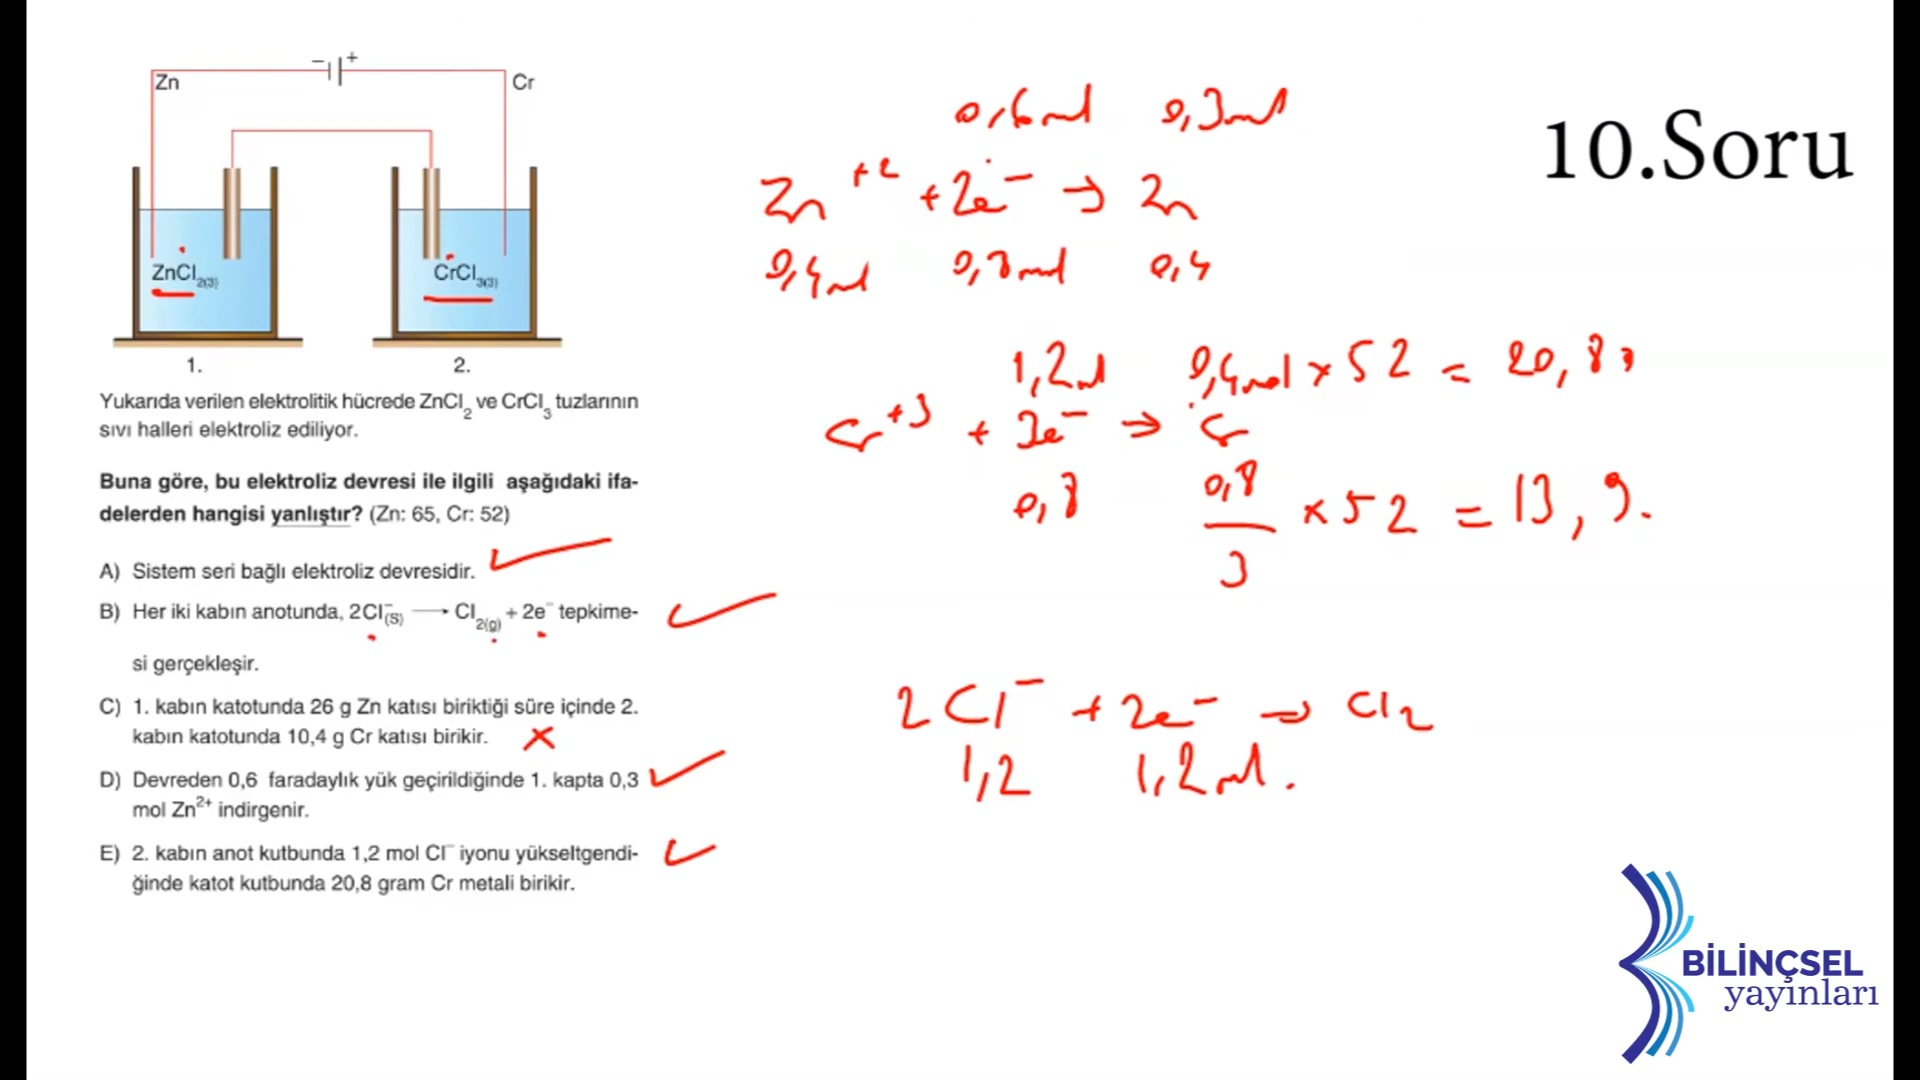 Zn
− +
Cr
ZnCl2(S)
CrCl3(S)
1.
2.
Yukarıda verilen elektrolitik hücrede ZnCl2 ve CrCl3 tuzlarının
sıvı halleri elektroliz ediliyor.
Buna göre, bu elektroliz devresi ile ilgili aşağıdaki ifa-
delerden hangisi yanlıştır? (Zn: 65, Cr: 52)
A) Sistem seri bağlı elektroliz devresidir.
B) Her iki kabın anotunda, 2Cl⁻(S) ⟶ Cl2(g) + 2e⁻ tepkime-
si gerçekleşir.
C) 1. kabın katotunda 26 g Zn katısı biriktiği süre içinde 2.
kabın katotunda 10,4 g Cr katısı birikir.
D) Devreden 0,6 faradaylık yük geçirildiğinde 1. kapta 0,3
mol Zn²⁺ indirgenir.
E) 2. kabın anot kutbunda 1,2 mol Cl⁻ iyonu yükseltgendi-
ğinde katot kutbunda 20,8 gram Cr metali birikir.
0,6 mol 0,3 mol
Zn⁺² + 2e⁻ → Zn
0,4 mol 0,8 mol 0,4
1,2 mol 0,4 mol × 52 = 20,8
Cr⁺³ + 3e⁻ → Cr
0,8 0,8/3 × 52 = 13,9.
2Cl⁻ + 2e⁻ → Cl2
1,2 1,2 mol.
10.Soru
BİLİNÇSEL
yayınları